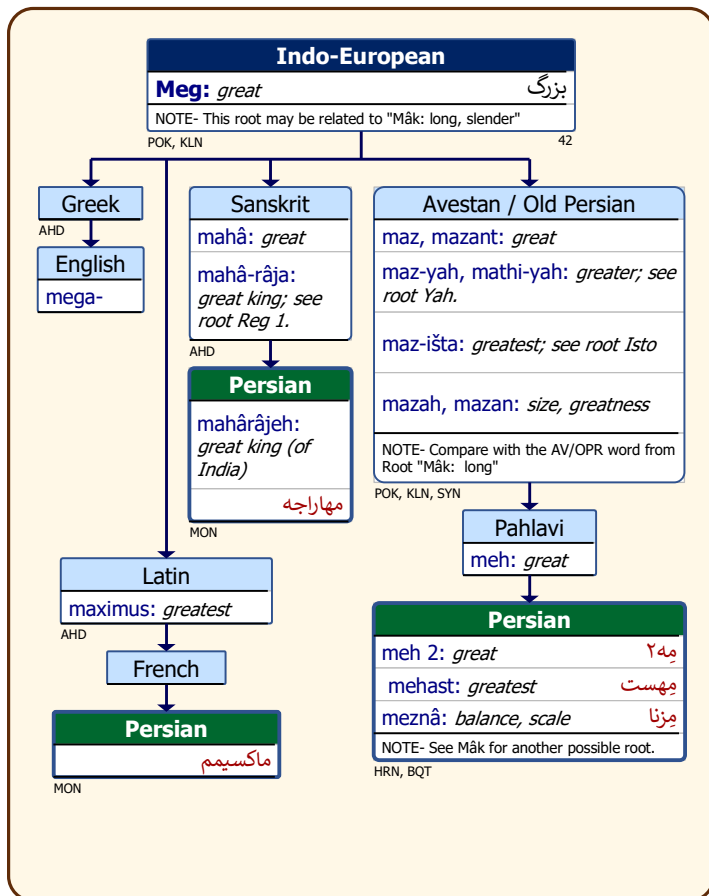 Indo-European
Meg: great بزرگ
NOTE- This root may be related to "Mâk: long, slender"
POK, KLN 42
Greek
AHD
English
mega-
Sanskrit
mahâ: great
mahâ-râja:
great king; see
root Reg 1.
AHD
Persian
mahârâjeh:
great king (of
India)
مهاراجه
MON
Avestan / Old Persian
maz, mazant: great
maz-yah, mathi-yah: greater; see
root Yah.
maz-išta: greatest; see root Isto
mazah, mazan: size, greatness
NOTE- Compare with the AV/OPR word from
Root "Mâk: long"
POK, KLN, SYN
Pahlavi
meh: great
Persian
meh 2: great مِه۲
mehast: greatest مِهست
meznâ: balance, scale مِزنا
NOTE- See Mâk for another possible root.
HRN, BQT
Latin
maximus: greatest
AHD
French
Persian
ماکسیمم
MON